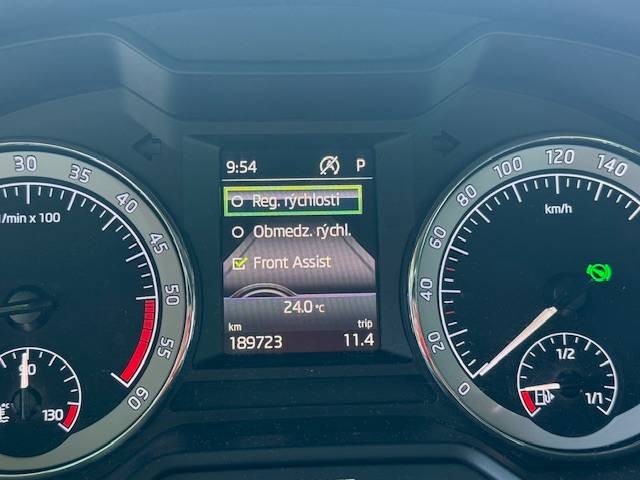 9:54 P
Reg. rýchlosti
Obmedz. rýchl.
Front Assist
24.0 °C
km trip
189723 11.4
30 35 40 45 50 55 60
1/min x 100
90
130
0 20 40 60 80 100 120 140
km/h
1/2
1/1